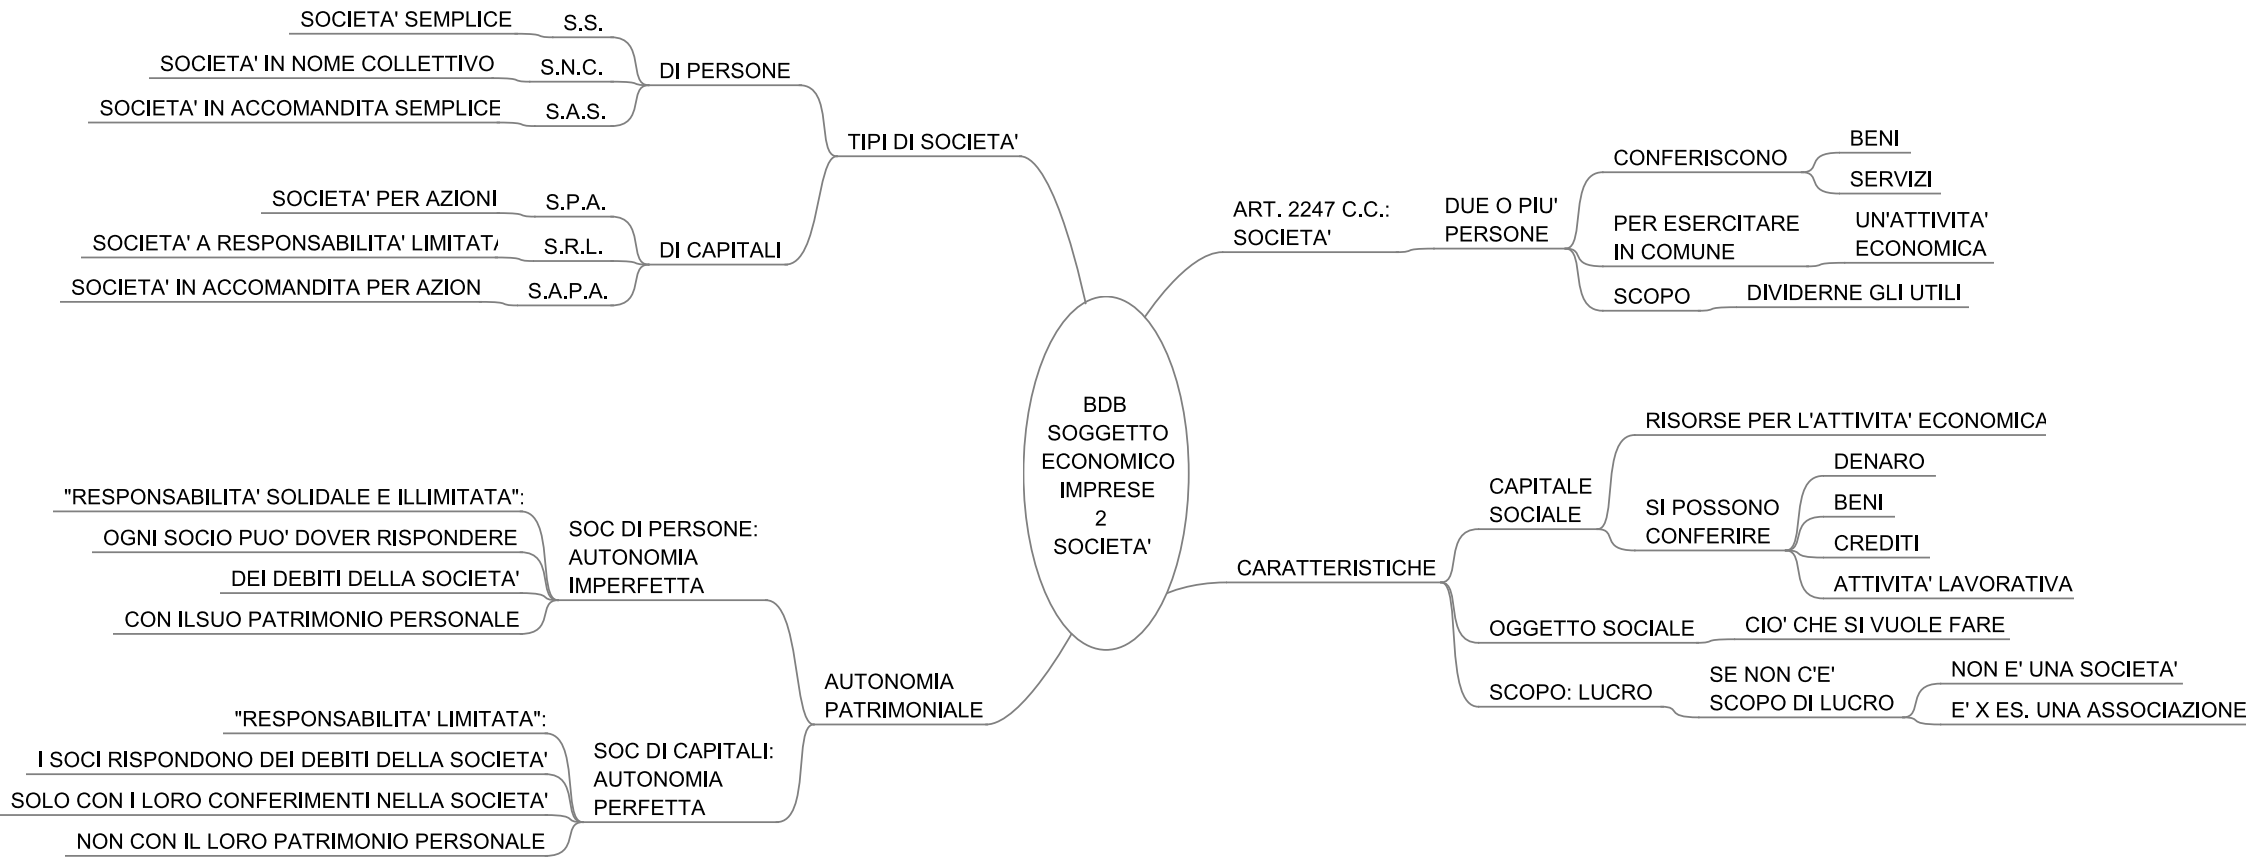 SOCIETA' SEMPLICE
S.S.
SOCIETA' IN NOME COLLETTIVO
S.N.C.
SOCIETA' IN ACCOMANDITA SEMPLICE
S.A.S.
DI PERSONE
SOCIETA' PER AZIONI
S.P.A.
SOCIETA' A RESPONSABILITA' LIMITATA
S.R.L.
SOCIETA' IN ACCOMANDITA PER AZION
S.A.P.A.
DI CAPITALI
TIPI DI SOCIETA'
"RESPONSABILITA' SOLIDALE E ILLIMITATA":
OGNI SOCIO PUO' DOVER RISPONDERE
DEI DEBITI DELLA SOCIETA'
CON ILSUO PATRIMONIO PERSONALE
SOC DI PERSONE:
AUTONOMIA
IMPERFETTA
"RESPONSABILITA' LIMITATA":
I SOCI RISPONDONO DEI DEBITI DELLA SOCIETA'
SOLO CON I LORO CONFERIMENTI NELLA SOCIETA'
NON CON IL LORO PATRIMONIO PERSONALE
SOC DI CAPITALI:
AUTONOMIA
PERFETTA
AUTONOMIA
PATRIMONIALE
BDB
SOGGETTO
ECONOMICO
IMPRESE
2
SOCIETA'
ART. 2247 C.C.:
SOCIETA'
DUE O PIU'
PERSONE
CONFERISCONO
BENI
SERVIZI
PER ESERCITARE
IN COMUNE
UN'ATTIVITA'
ECONOMICA
SCOPO
DIVIDERNE GLI UTILI
CARATTERISTICHE
CAPITALE
SOCIALE
RISORSE PER L'ATTIVITA' ECONOMICA
SI POSSONO
CONFERIRE
DENARO
BENI
CREDITI
ATTIVITA' LAVORATIVA
OGGETTO SOCIALE
CIO' CHE SI VUOLE FARE
SCOPO: LUCRO
SE NON C'E'
SCOPO DI LUCRO
NON E' UNA SOCIETA'
E' X ES. UNA ASSOCIAZIONE